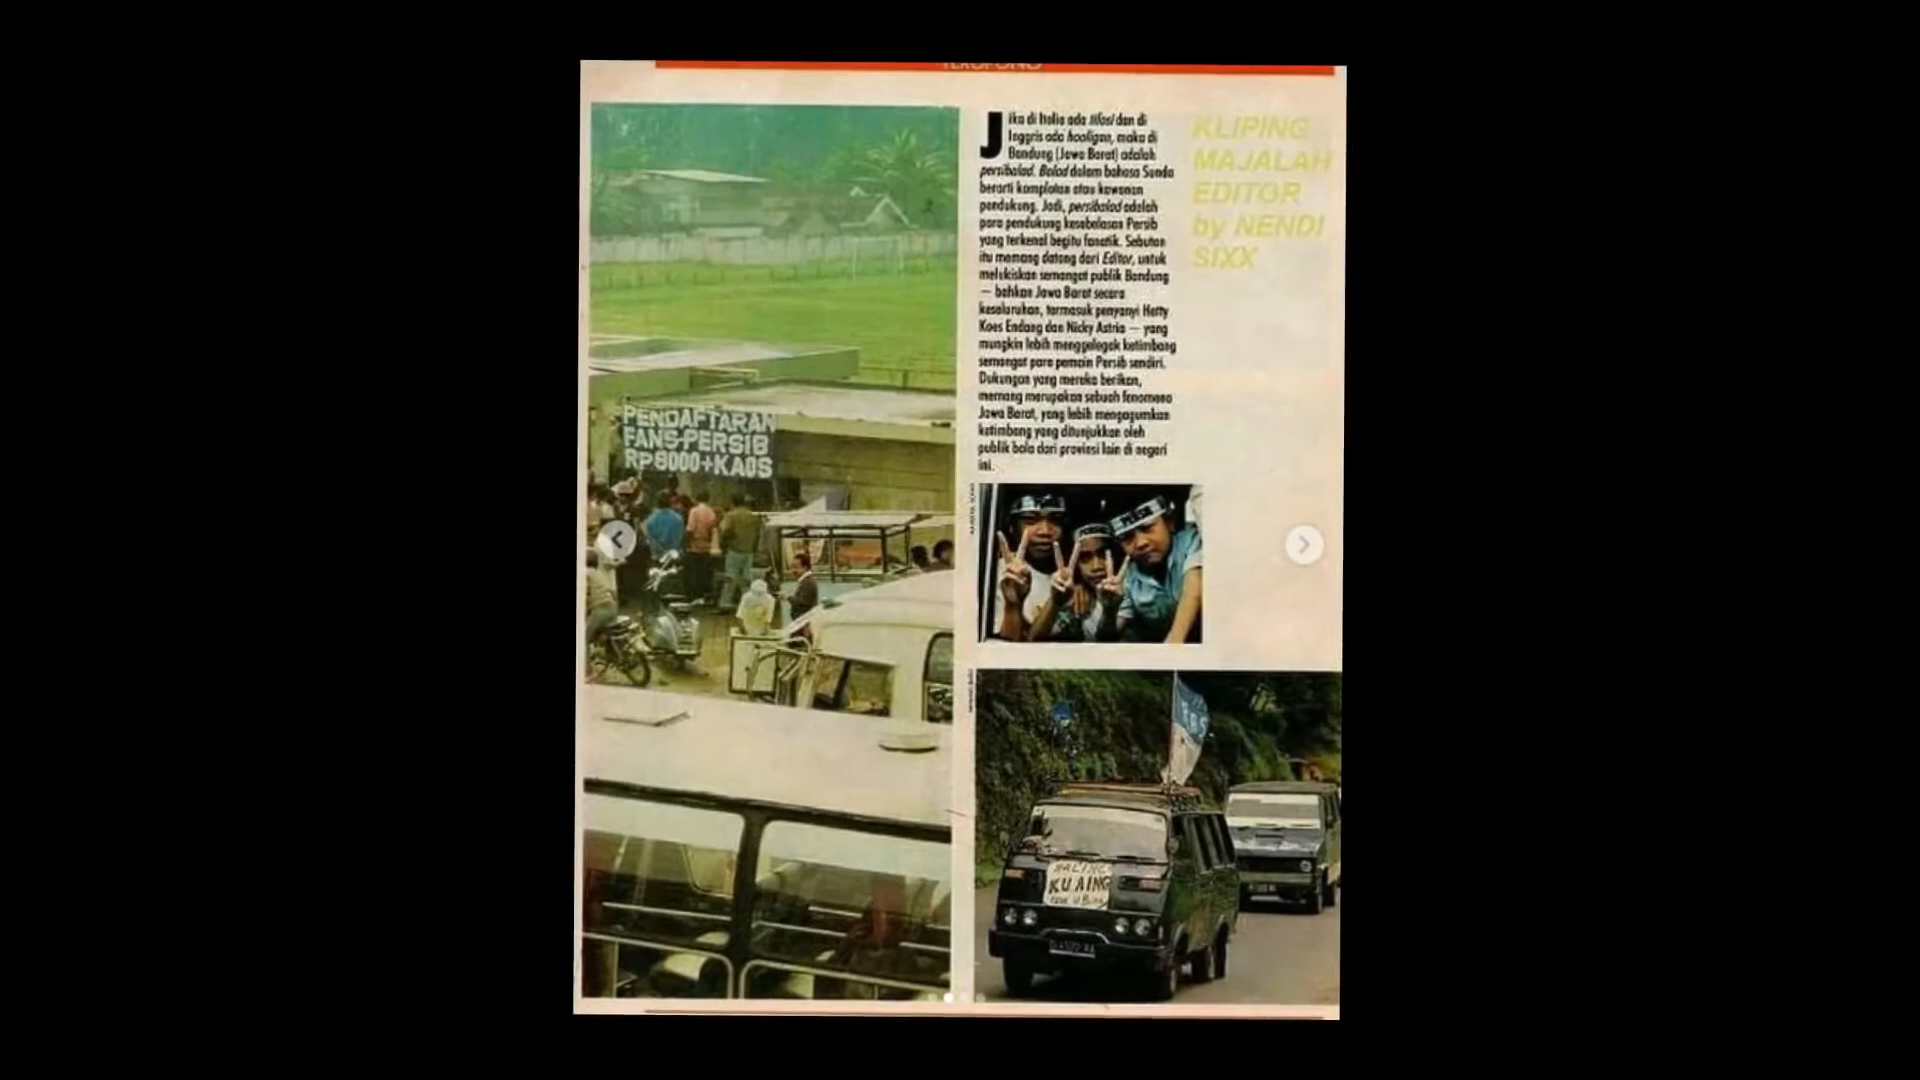 TEROPONG
Jika di Italia ada tifosi dan di
Inggris ada hooligan, maka di
Bandung (Jawa Barat) adalah
persibalad. Balad dalam bahasa Sunda
berarti komplotan atau kawanan
pendukung. Jadi, persibalad adalah
para pendukung kesebelasan Persib
yang terkenal begitu fanatik. Sebutan
itu memang datang dari Editor, untuk
melukiskan semangat publik Bandung
— bahkan Jawa Barat secara
keseluruhan, termasuk penyanyi Hetty
Koes Endang dan Nicky Astria — yang
mungkin lebih menggelegak ketimbang
semangat para pemain Persib sendiri.
Dukungan yang mereka berikan,
memang merupakan sebuah fenomena
Jawa Barat, yang lebih mengagumkan
ketimbang yang ditunjukkan oleh
publik bola dari provinsi lain di negeri
ini.
KLIPING
MAJALAH
EDITOR
by NENDI
SIXX
PENDAFTARAN
FANS-PERSIB
RP 8000+KAOS
PERSIB
KU AING